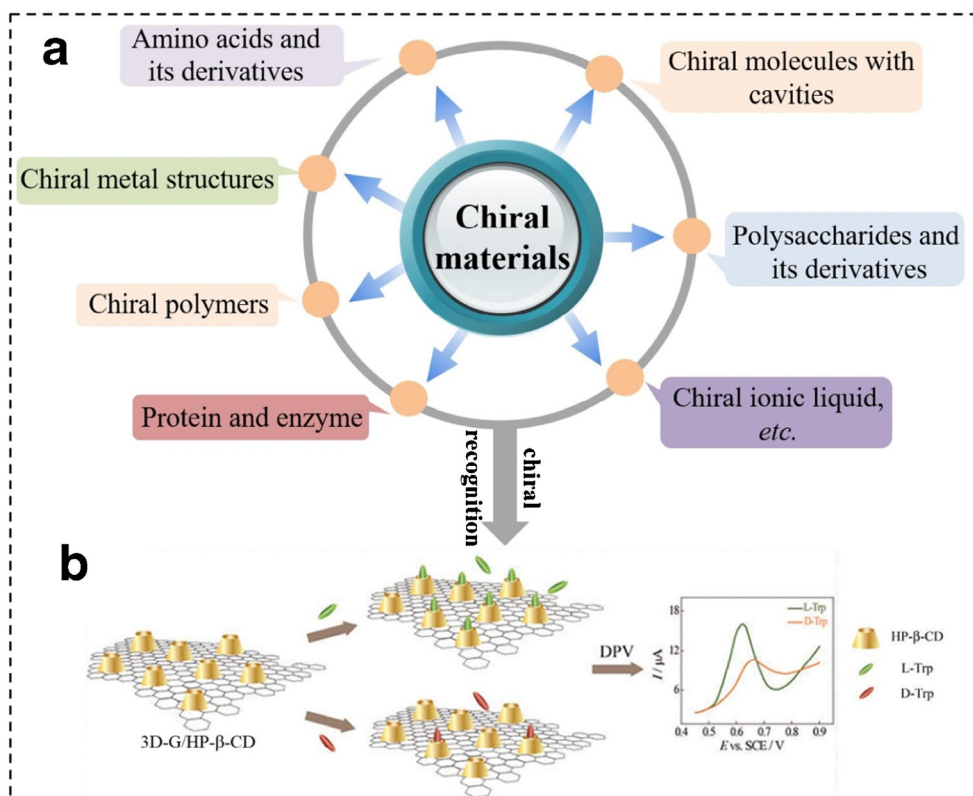 a
Amino acids and
its derivatives
Chiral molecules with
cavities
Chiral metal structures
Chiral
materials
Polysaccharides and
its derivatives
Chiral polymers
Protein and enzyme
Chiral ionic liquid,
etc.
chiral
recognition
b
3D-G/HP-β-CD
DPV
I / μA
18
12
6
L-Trp
D-Trp
0.4
0.5
0.6
0.7
0.8
0.9
E vs. SCE / V
HP-β-CD
L-Trp
D-Trp